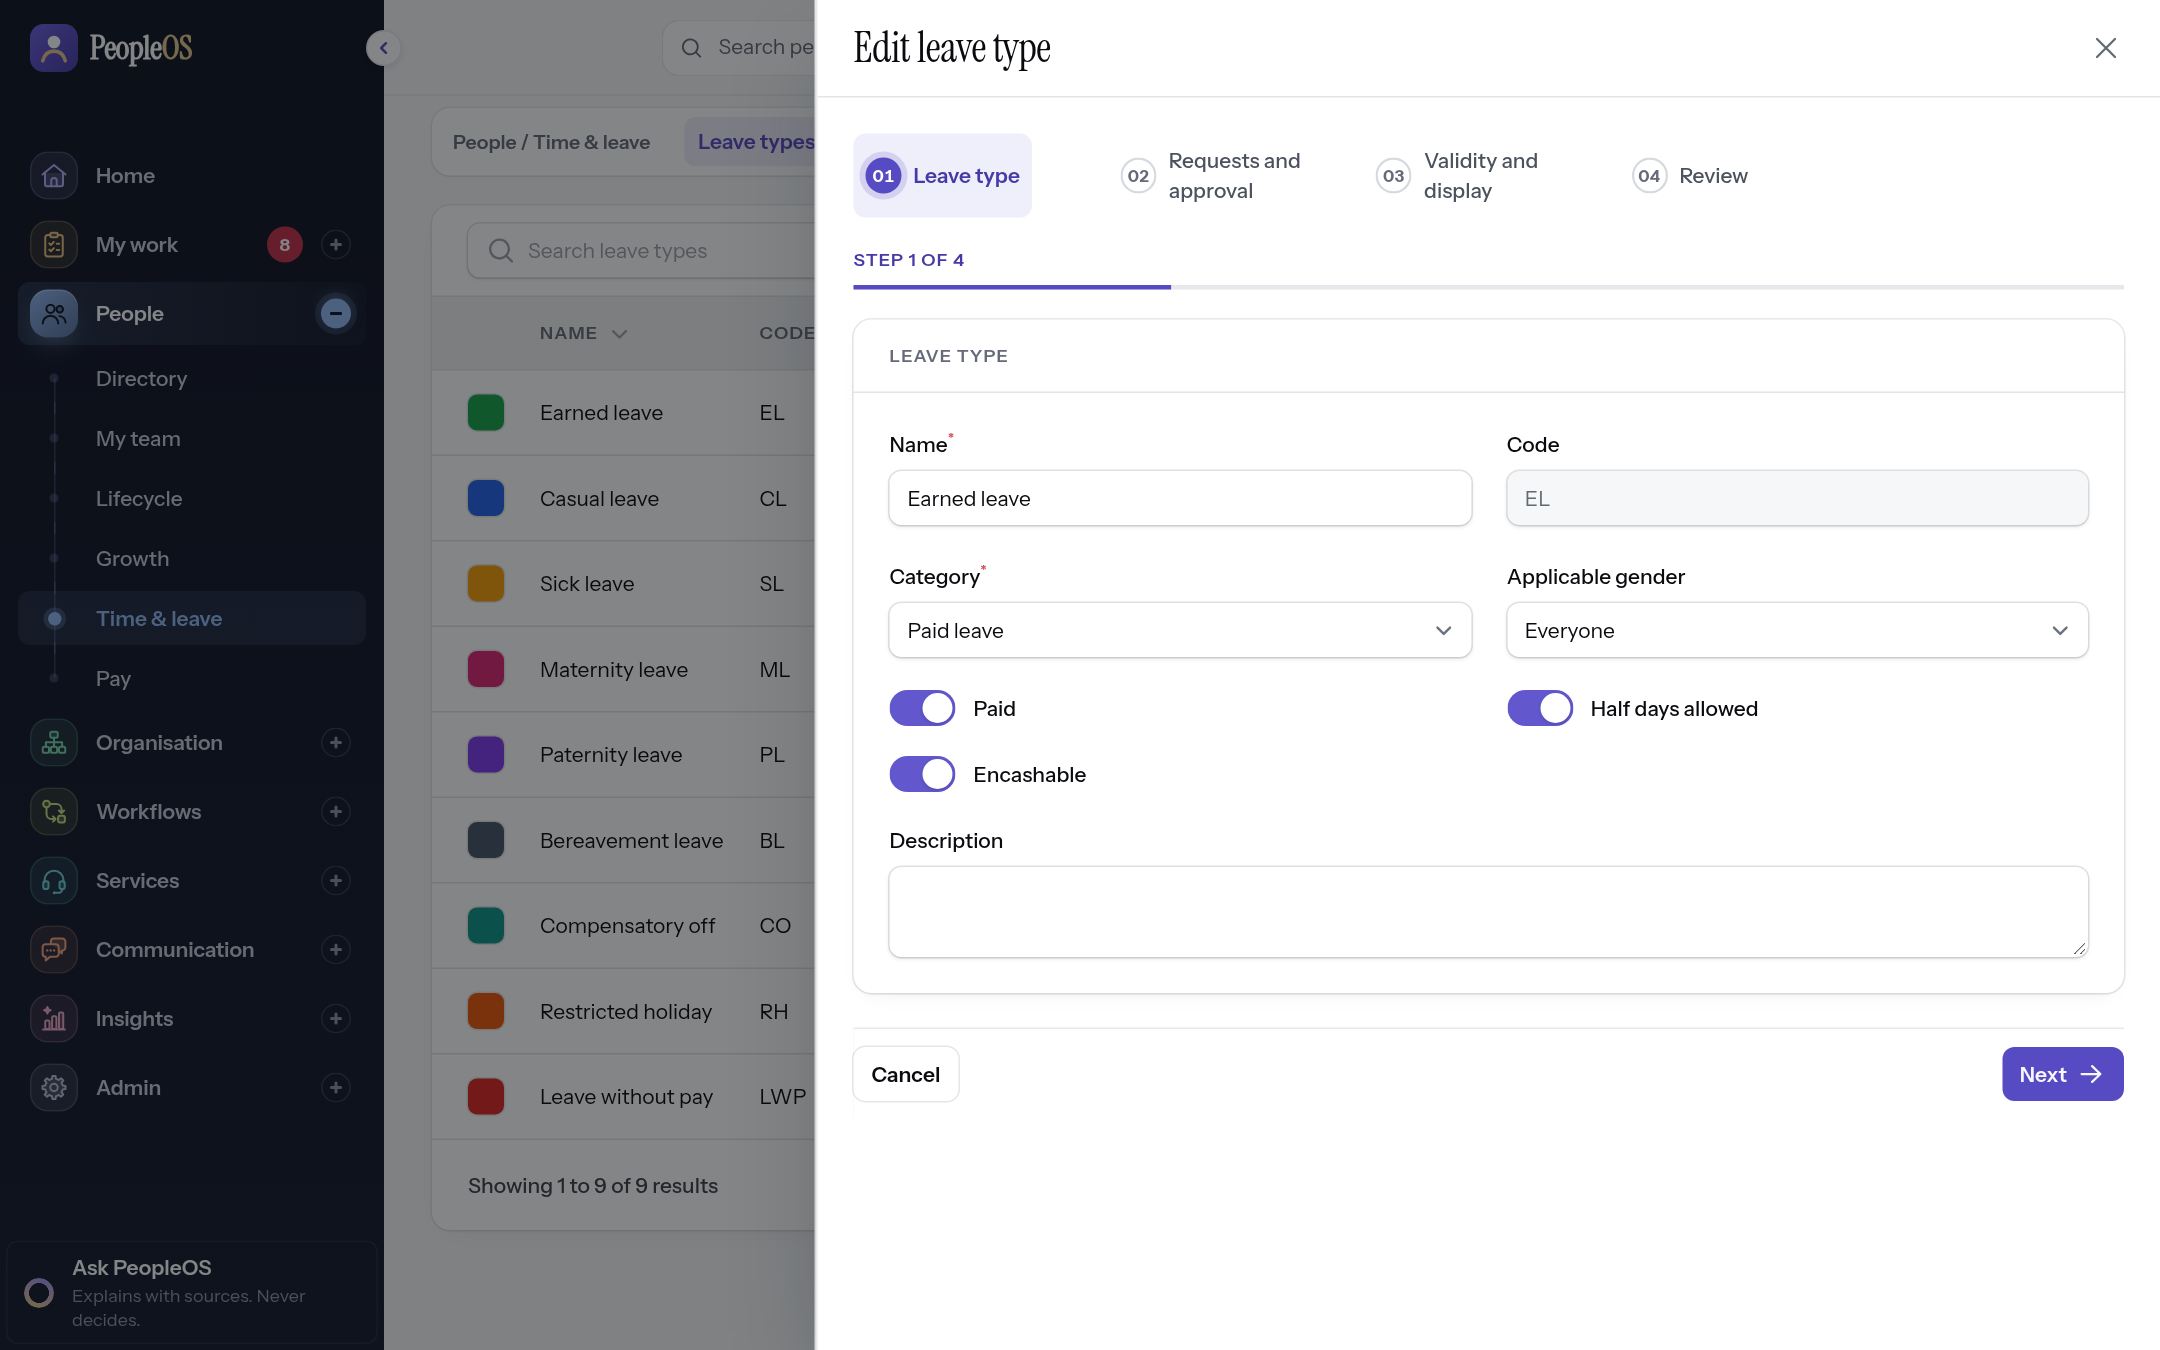 PeopleOS
Home
My work 8
People
Directory
My team
Lifecycle
Growth
Time & leave
Pay
Organisation
Workflows
Services
Communication
Insights
Admin
Ask PeopleOS
Explains with sources. Never
decides.
Search pe
People / Time & leave Leave types
Search leave types
NAME CODE
Earned leave EL
Casual leave CL
Sick leave SL
Maternity leave ML
Paternity leave PL
Bereavement leave BL
Compensatory off CO
Restricted holiday RH
Leave without pay LWP
Showing 1 to 9 of 9 results
Edit leave type
01 Leave type
02 Requests and
approval
03 Validity and
display
04 Review
STEP 1 OF 4
LEAVE TYPE
Name*
Earned leave
Code
EL
Category*
Paid leave
Applicable gender
Everyone
Paid
Half days allowed
Encashable
Description
Cancel
Next